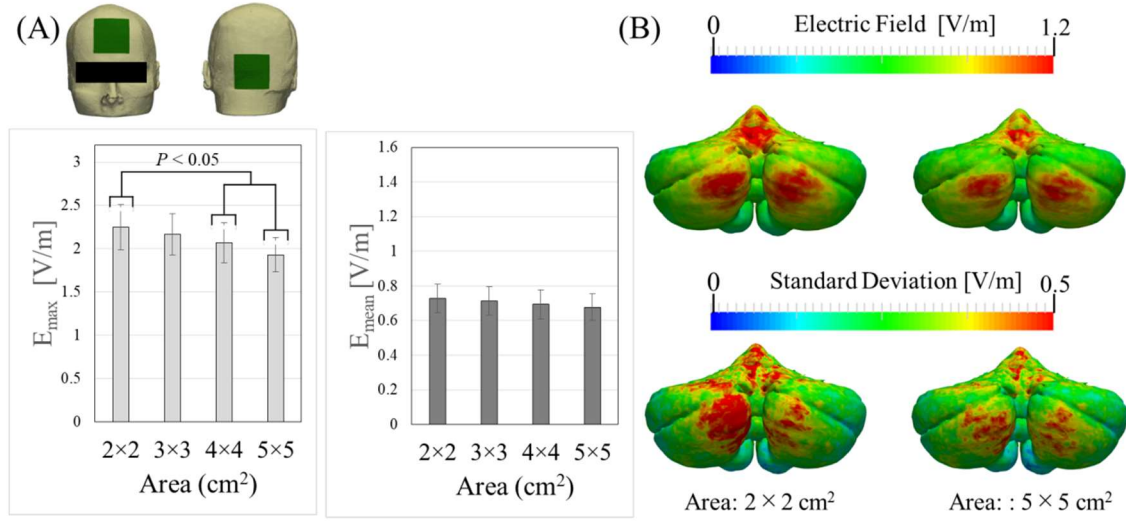 (A)
P < 0.05
3
2.5
2
1.5
1
0.5
0
E_max [V/m]
2×2 3×3 4×4 5×5
Area (cm²)
1.6
1.4
1.2
1
0.8
0.6
0.4
0.2
0
E_mean [V/m]
2×2 3×3 4×4 5×5
Area (cm²)
(B)
0 Electric Field [V/m] 1.2
0 Standard Deviation [V/m] 0.5
Area: 2 × 2 cm² Area: : 5 × 5 cm²